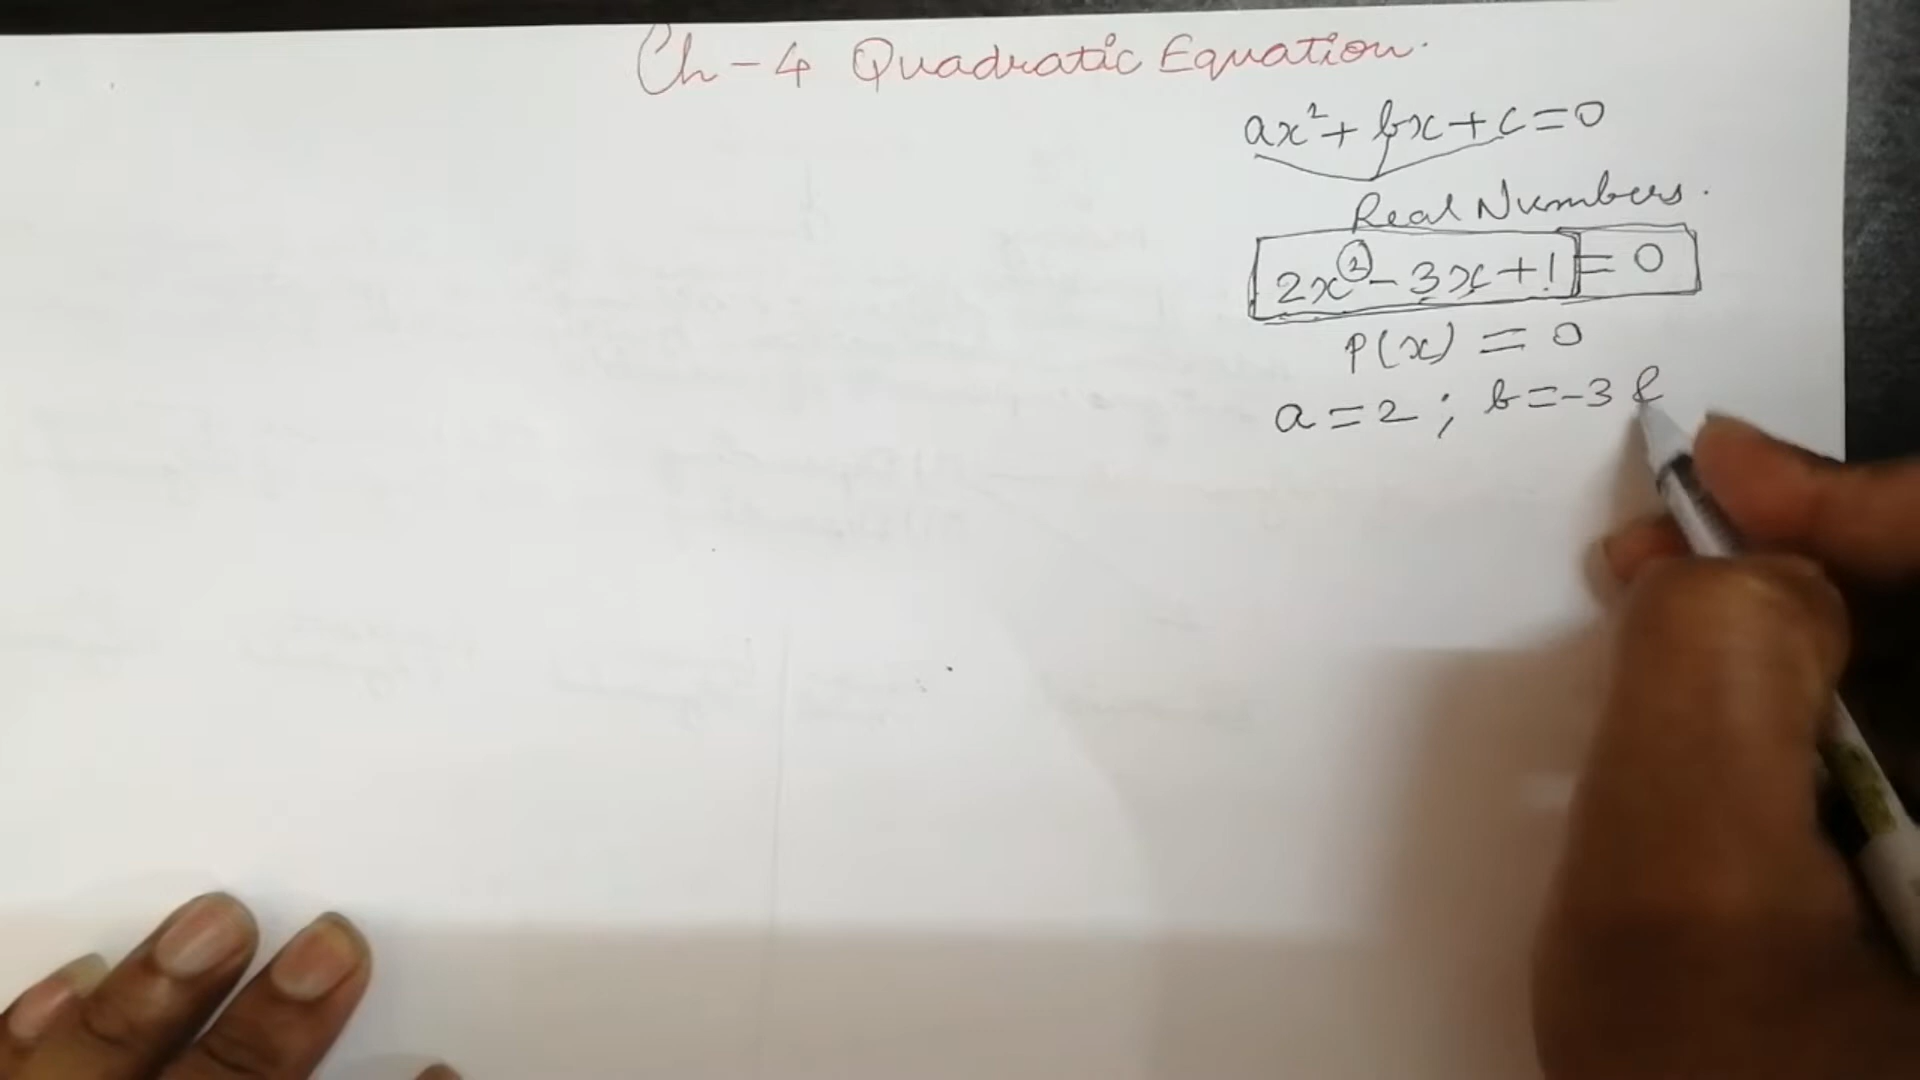 Ch - 4 Quadratic Equation.
ax² + bx + c = 0
Real Numbers.
2x² - 3x + 1 = 0
P(x) = 0
a = 2 ; b = -3 &